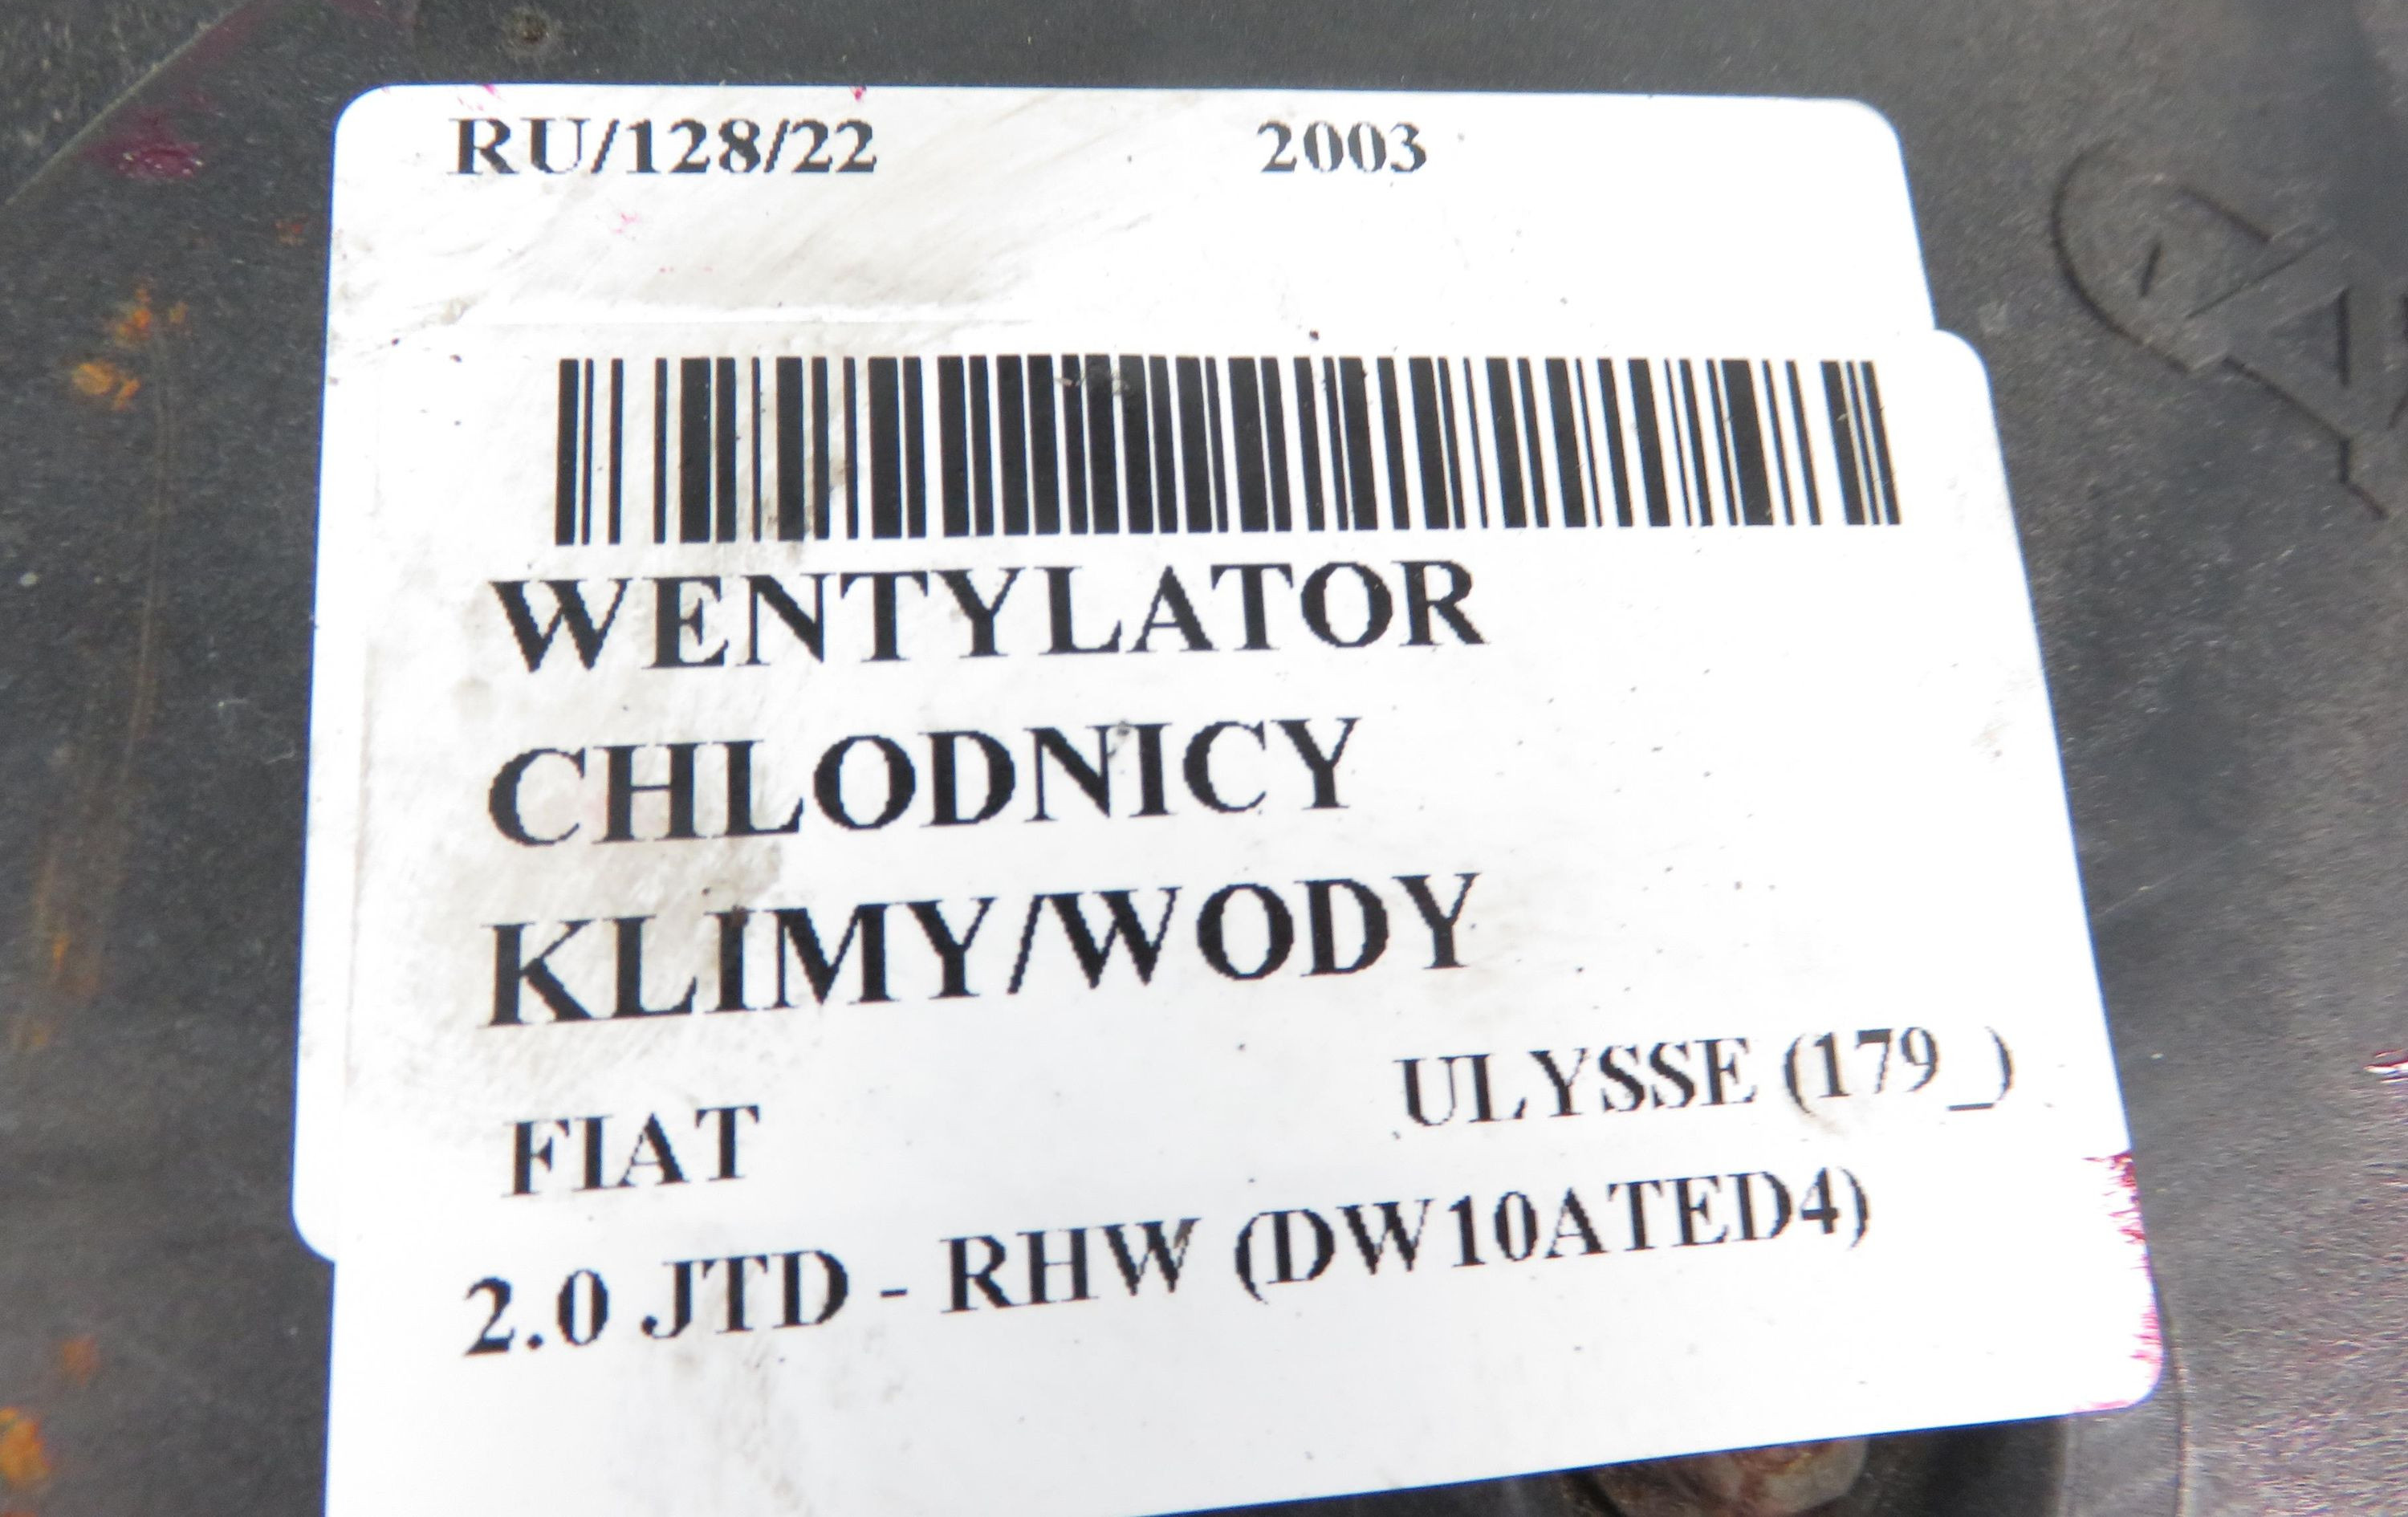 RU/128/22 2003
WENTYLATOR
CHLODNICY
KLIMY/WODY
FIAT ULYSSE (179_)
2.0 JTD - RHW (DW10ATED4)